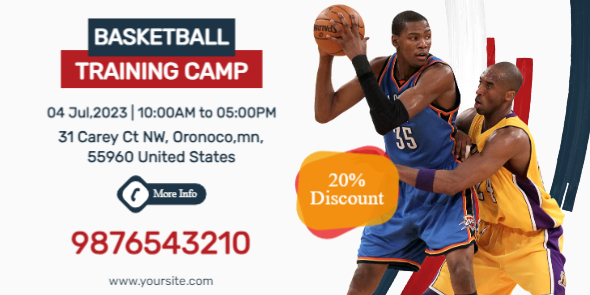 BASKETBALL
TRAINING CAMP
04 Jul,2023 | 10:00AM to 05:00PM
31 Carey Ct NW, Oronoco,mn,
55960 United States
More Info
9876543210
www.yoursite.com
20%
Discount
35
24